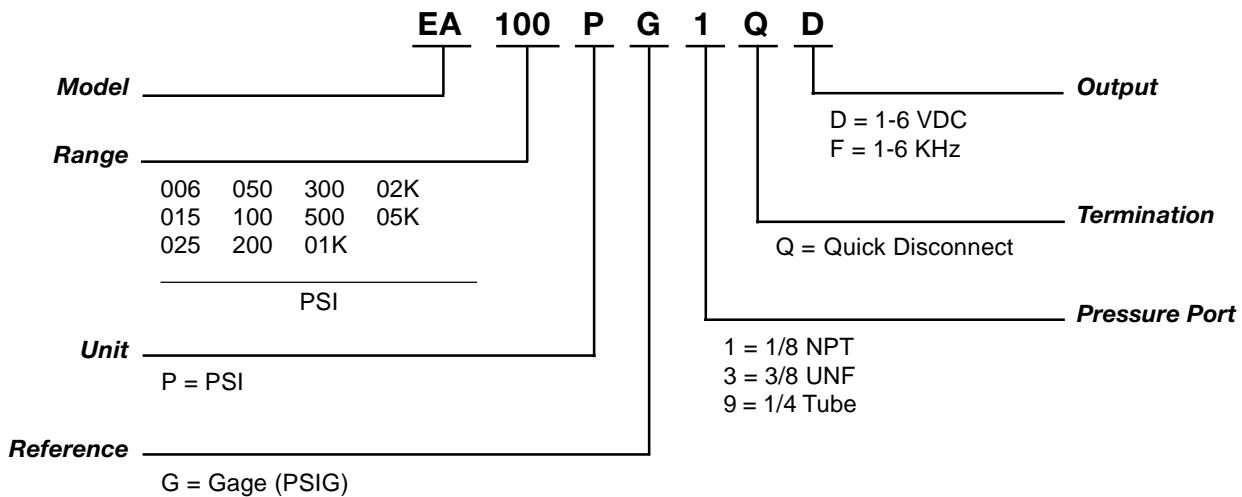 EA 100 P G 1 Q D
Model
Output
D = 1-6 VDC
F = 1-6 KHz
Range
006 050 300 02K
015 100 500 05K
025 200 01K
PSI
Termination
Q = Quick Disconnect
Pressure Port
1 = 1/8 NPT
3 = 3/8 UNF
9 = 1/4 Tube
Unit
P = PSI
Reference
G = Gage (PSIG)